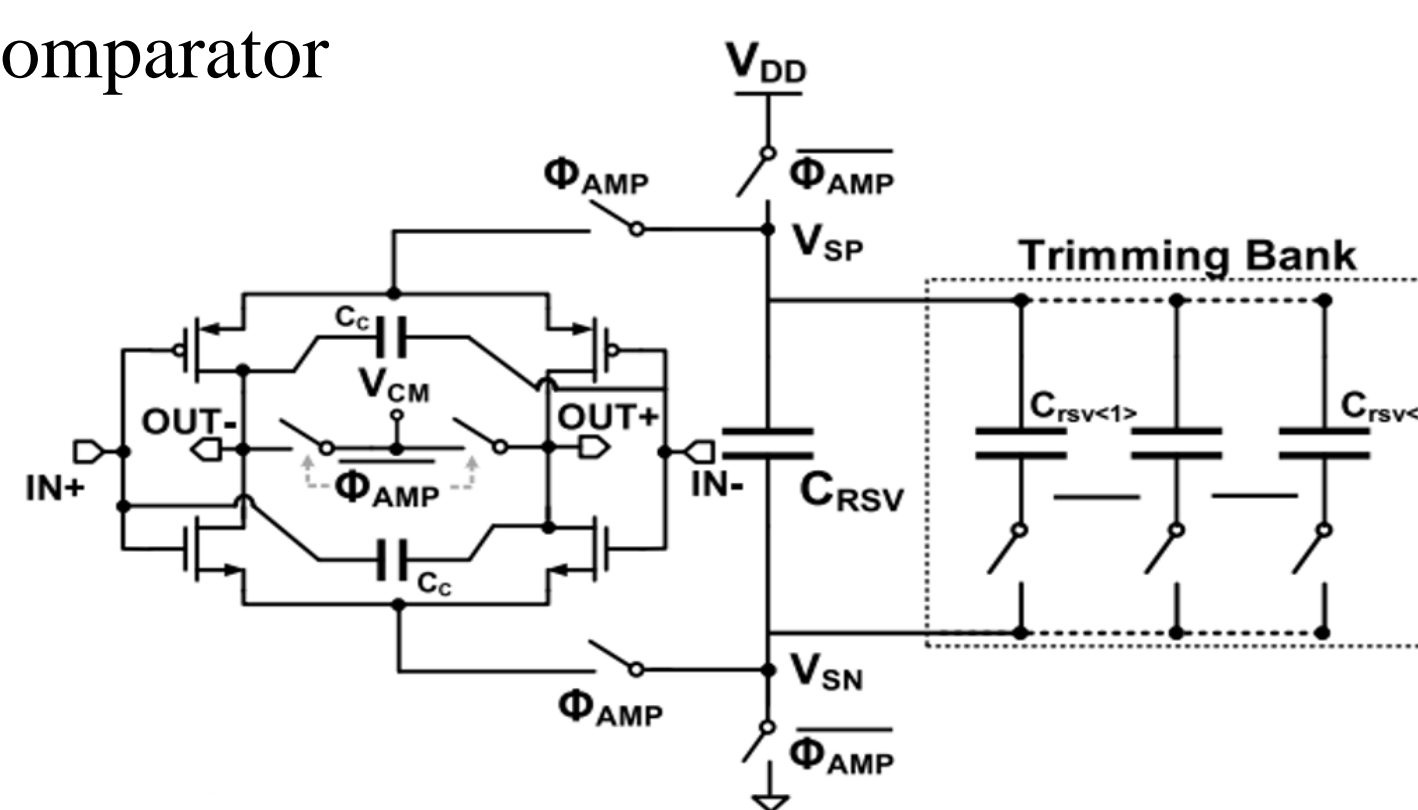 omparator
VDD
ΦAMP
ΦAMP
VSP
Trimming Bank
CC
VCM
OUT-
OUT+
Crsv<1>
Crsv<
IN+
ΦAMP
IN-
CRSV
CC
VSN
ΦAMP
ΦAMP